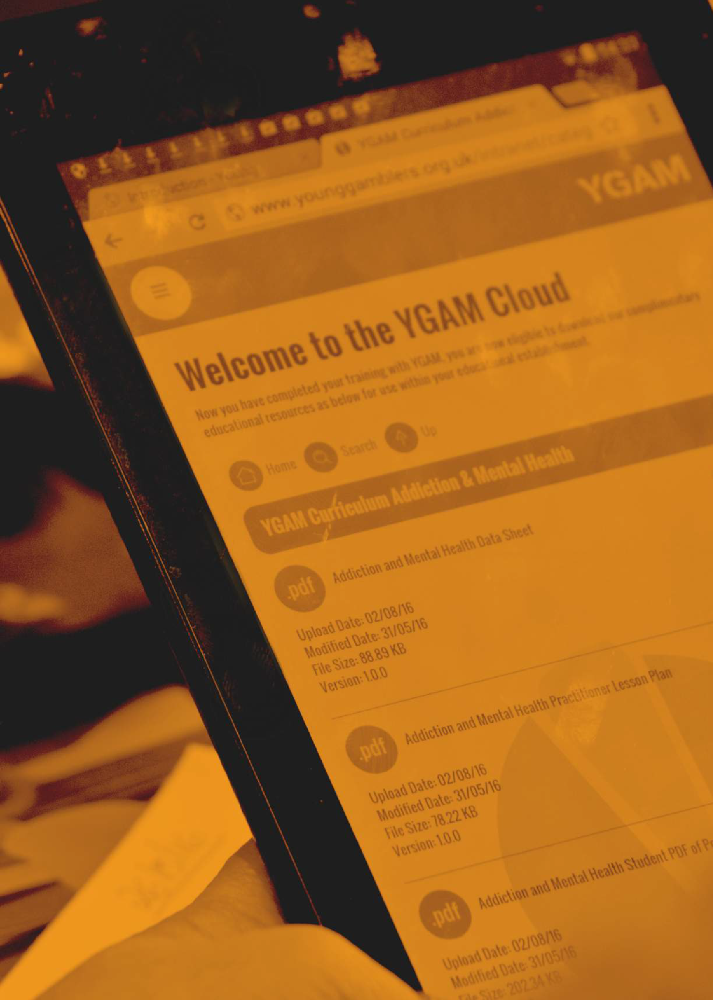 14:39
Introduction - Young
YGAM Curriculum Addic
www.younggamblers.org.uk/intranet/categ
YGAM
Welcome to the YGAM Cloud
Now you have completed your training with YGAM, you are now eligible to download our complimentary
educational resources as below for use within your educational establishment.
Home Search Up
YGAM Curriculum Addiction & Mental Health
.pdf Addiction and Mental Health Data Sheet
Upload Date: 02/08/16
Modified Date: 31/05/16
File Size: 88.89 KB
Version: 1.0.0
.pdf Addiction and Mental Health Practitioner Lesson Plan
Upload Date: 02/08/16
Modified Date: 31/05/16
File Size: 78.22 KB
Version: 1.0.0
.pdf Addiction and Mental Health Student PDF of P
Upload Date: 02/08/16
Modified Date: 31/05/16
File Size: 202.34 KB